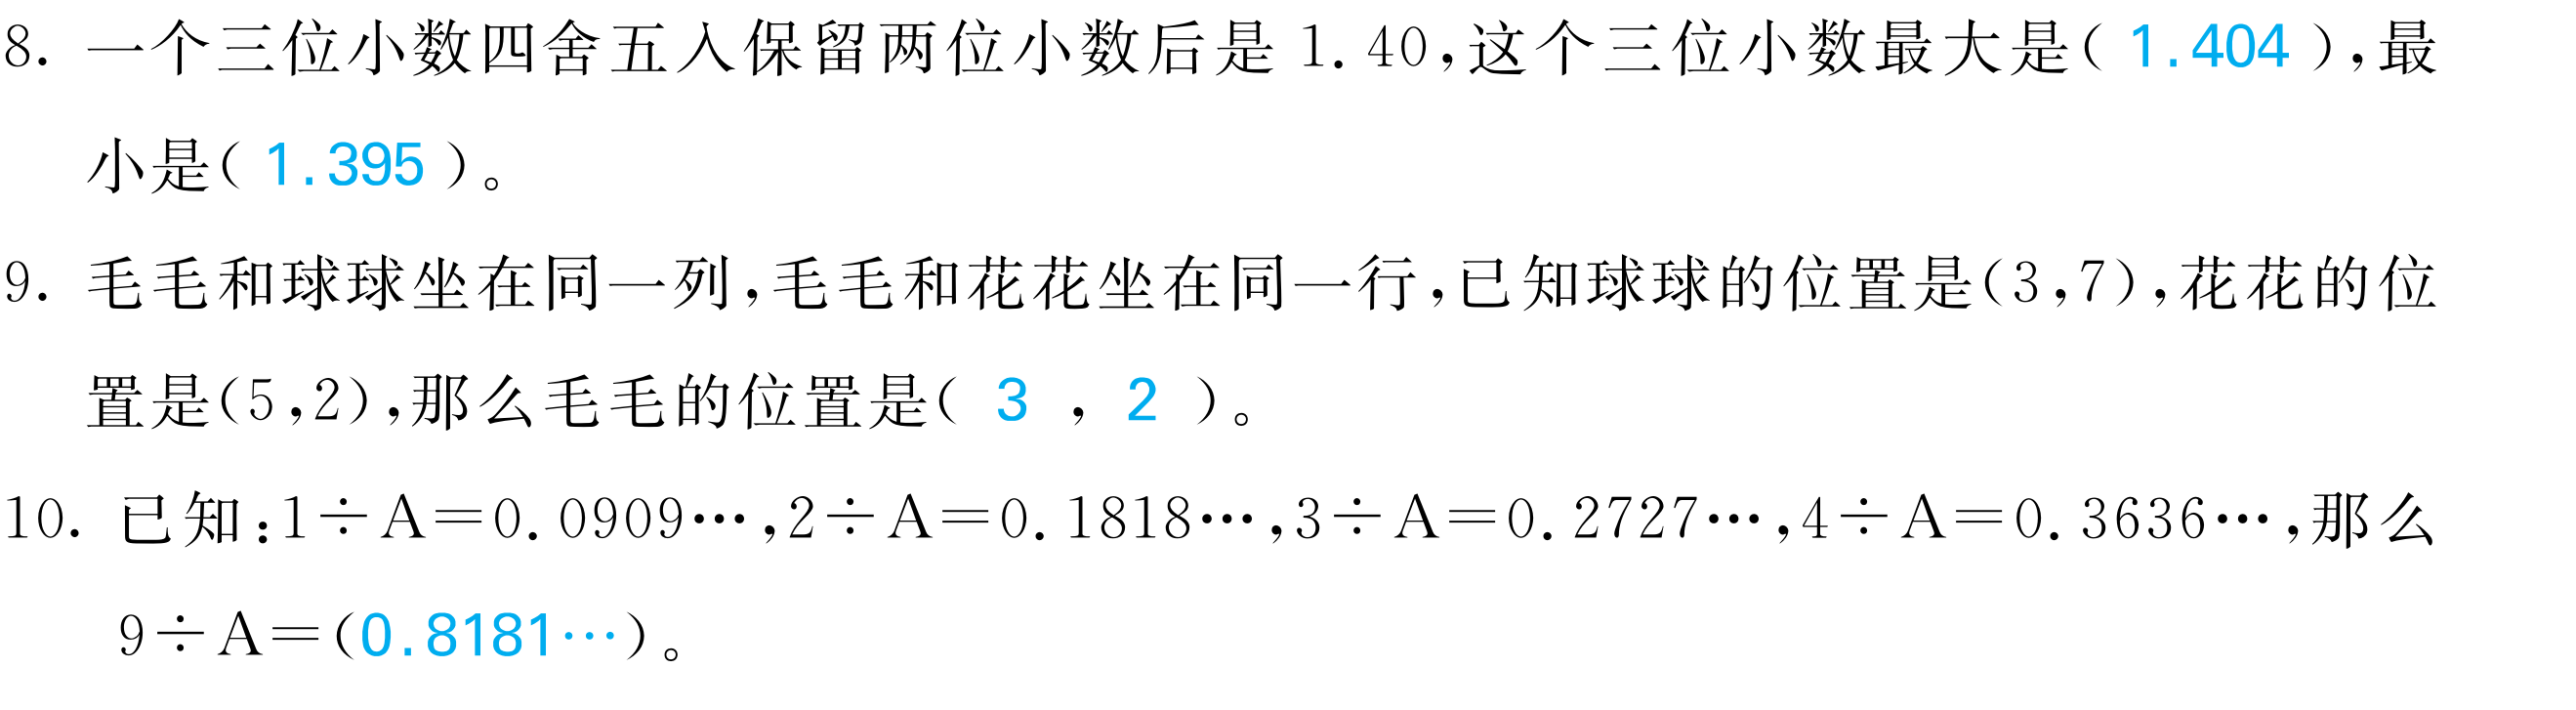 8. 一个三位小数四舍五入保留两位小数后是 1.40,这个三位小数最大是( 1.404 ),最
小是( 1.395 )。
9. 毛毛和球球坐在同一列,毛毛和花花坐在同一行,已知球球的位置是(3,7),花花的位
置是(5,2),那么毛毛的位置是( 3 , 2 )。
10. 已知:1÷A=0.0909…,2÷A=0.1818…,3÷A=0.2727…,4÷A=0.3636…,那么
9÷A=(0.8181…)。